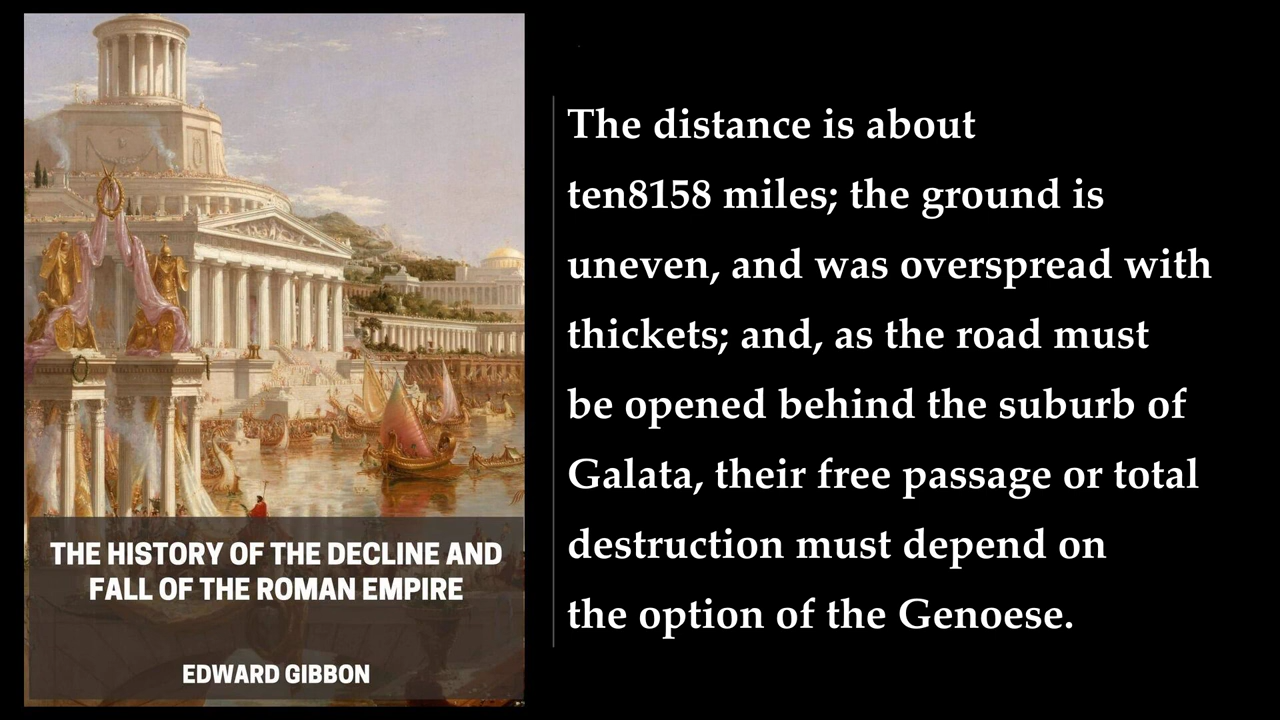 THE HISTORY OF THE DECLINE AND
FALL OF THE ROMAN EMPIRE
EDWARD GIBBON
The distance is about
ten8158 miles; the ground is
uneven, and was overspread with
thickets; and, as the road must
be opened behind the suburb of
Galata, their free passage or total
destruction must depend on
the option of the Genoese.